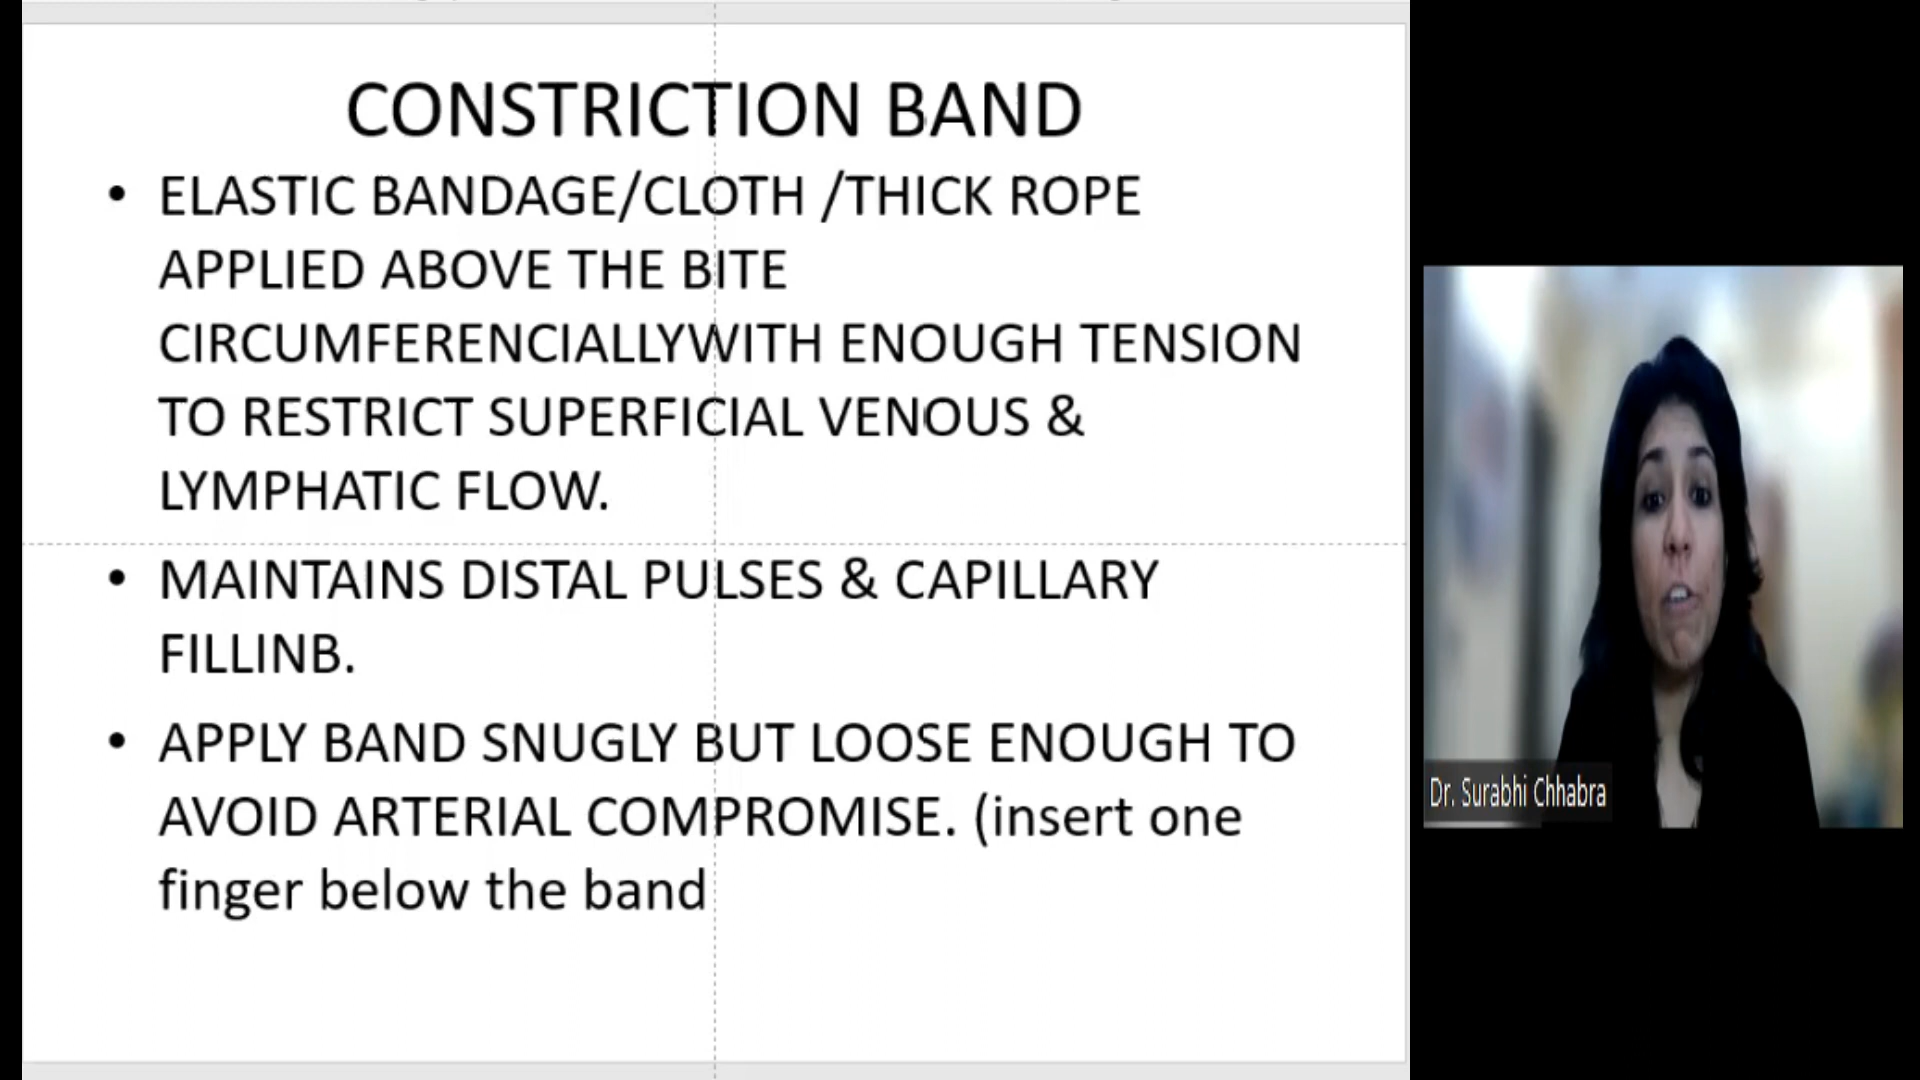 CONSTRICTION BAND
• ELASTIC BANDAGE/CLOTH /THICK ROPE
APPLIED ABOVE THE BITE
CIRCUMFERENCIALLYWITH ENOUGH TENSION
TO RESTRICT SUPERFICIAL VENOUS &
LYMPHATIC FLOW.
• MAINTAINS DISTAL PULSES & CAPILLARY
FILLINB.
• APPLY BAND SNUGLY BUT LOOSE ENOUGH TO
AVOID ARTERIAL COMPROMISE. (insert one
finger below the band
Dr. Surabhi Chhabra